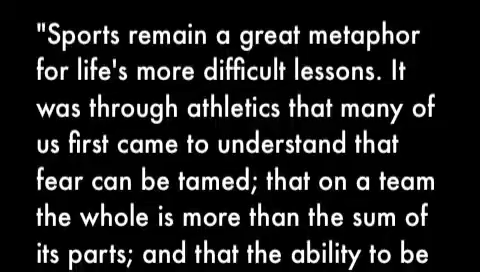 "Sports remain a great metaphor
for life's more difficult lessons. It
was through athletics that many of
us first came to understand that
fear can be tamed; that on a team
the whole is more than the sum of
its parts; and that the ability to be